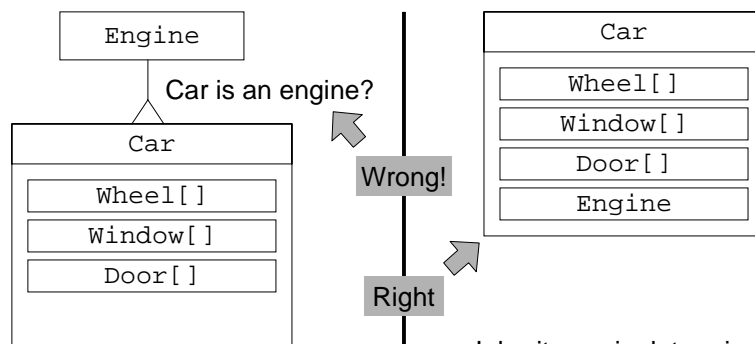 Engine
Car is an engine?
Car
Wheel[]
Window[]
Door[]
Wrong!
Right
Car
Wheel[]
Window[]
Door[]
Engine